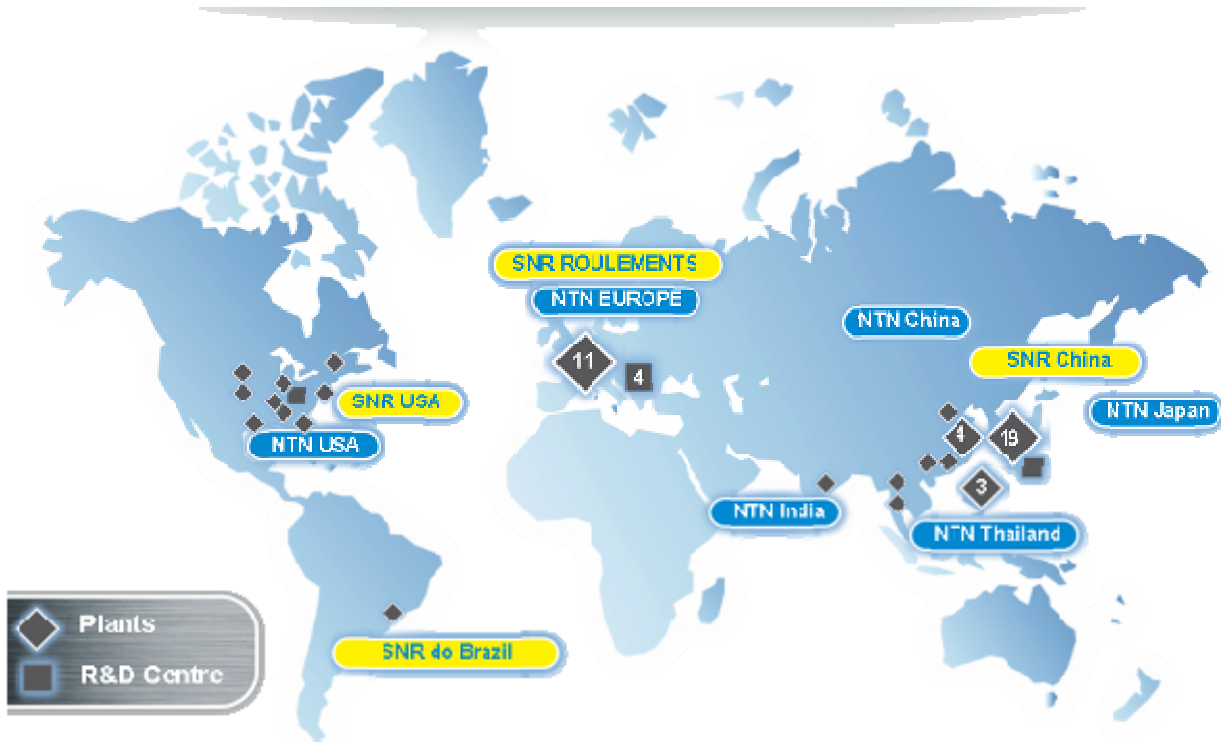 SNR ROULEMENTS
NTN EUROPE
NTN China
11
4
SNR China
SNR USA
NTN Japan
NTN USA
4
19
3
NTN India
NTN Thailand
Plants
SNR do Brazil
R&D Centre